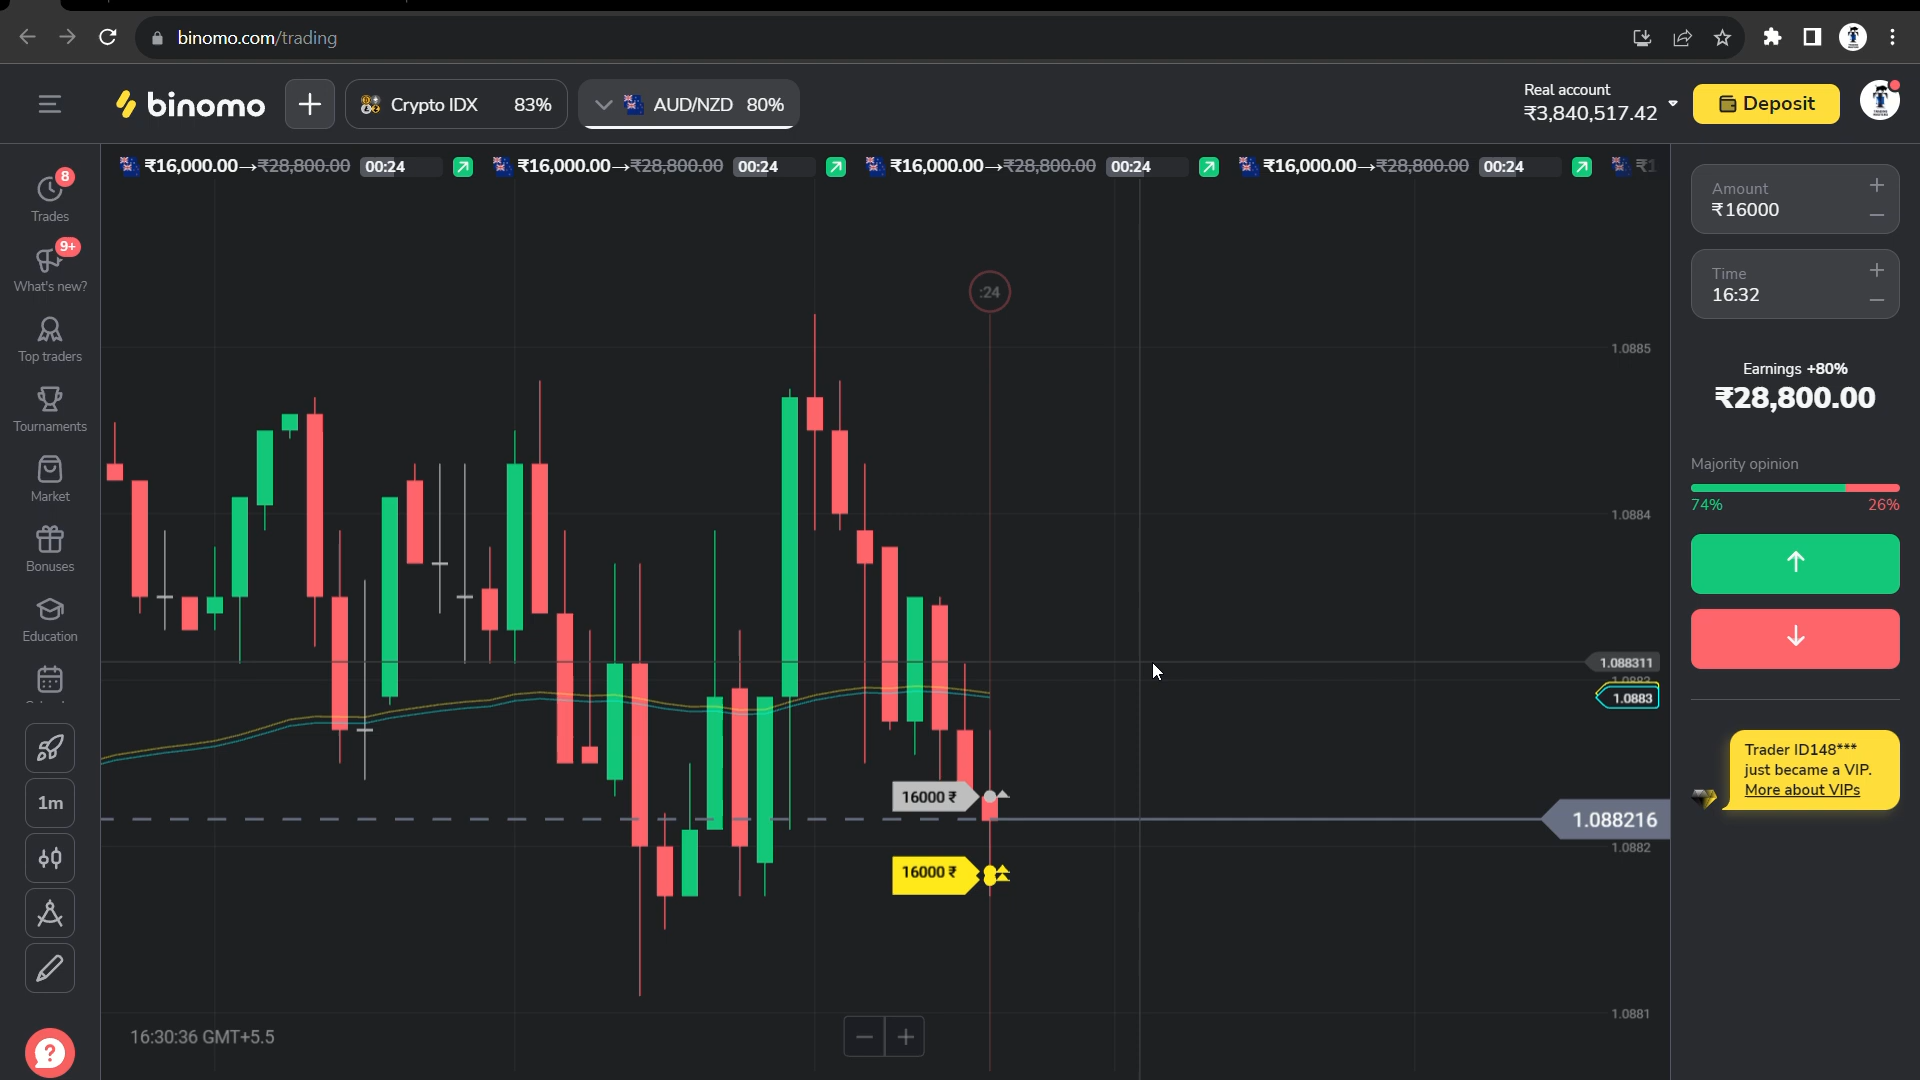 binomo.com/trading
binomo
Crypto IDX 83%
AUD/NZD 80%
Real account
₹3,840,517.42
Deposit
₹16,000.00→₹28,800.00 00:24
₹16,000.00→₹28,800.00 00:24
₹16,000.00→₹28,800.00 00:24
₹16,000.00→₹28,800.00 00:24
₹1
8
Trades
9+
What's new?
Top traders
Tournaments
Market
Bonuses
Education
1m
:24
1.0885
1.0884
1.088311
1.0883
1.0883
16000 ₹
1.088216
1.0882
16000 ₹
1.0881
16:30:36 GMT+5.5
Amount
₹16000
Time
16:32
Earnings +80%
₹28,800.00
Majority opinion
74% 26%
Trader ID148***
just became a VIP.
More about VIPs